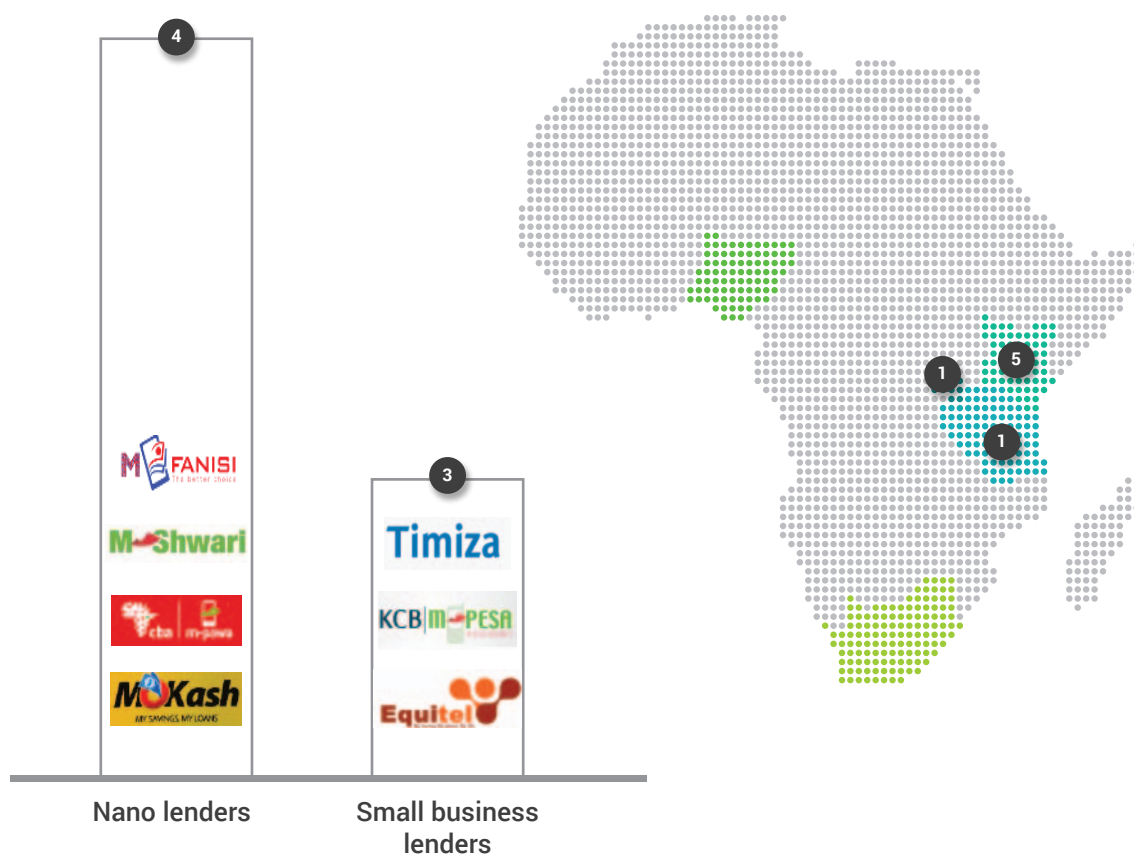 4
M FANISI
The better choice
M-Shwari
cba m-pawa
MoKash
MY SAVINGS, MY LOANS
3
Timiza
KCB M-PESA
Equitel
Nano lenders
Small business
lenders
1
5
1